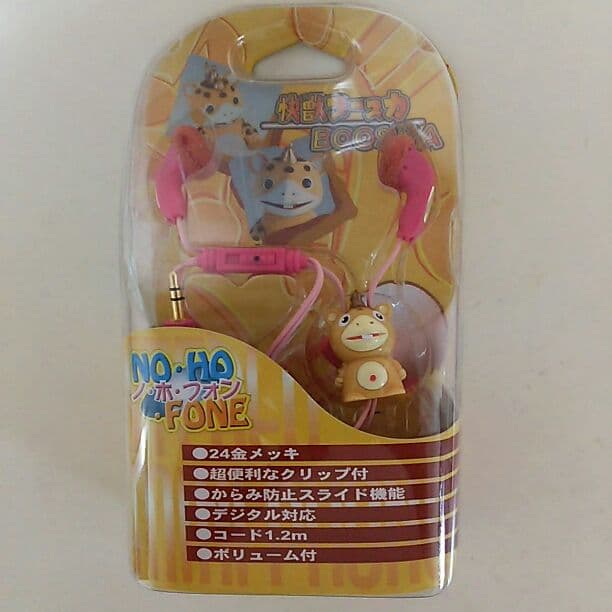 快獣ブースカ
BOOSKA
NO・HO
ノ・ホ・フォン
FONE
●24金メッキ
●超便利なクリップ付
●からみ防止スライド機能
●デジタル対応
●コード1.2m
●ボリューム付